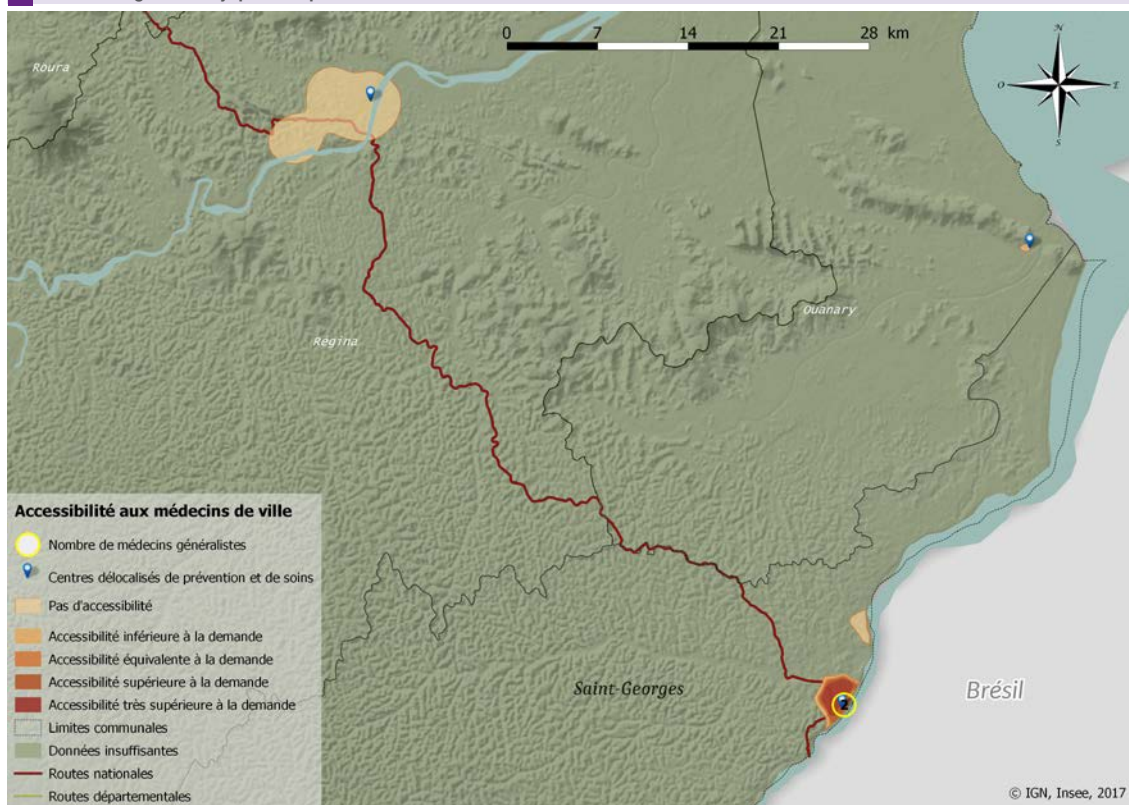 0 7 14 21 28 km
N
O E
S
Roura
Ouanary
Régina
Saint-Georges
2
Brésil
Accessibilité aux médecins de ville
Nombre de médecins généralistes
Centres délocalisés de prévention et de soins
Pas d'accessibilité
Accessibilité inférieure à la demande
Accessibilité équivalente à la demande
Accessibilité supérieure à la demande
Accessibilité très supérieure à la demande
Limites communales
Données insuffisantes
Routes nationales
Routes départementales
© IGN, Insee, 2017